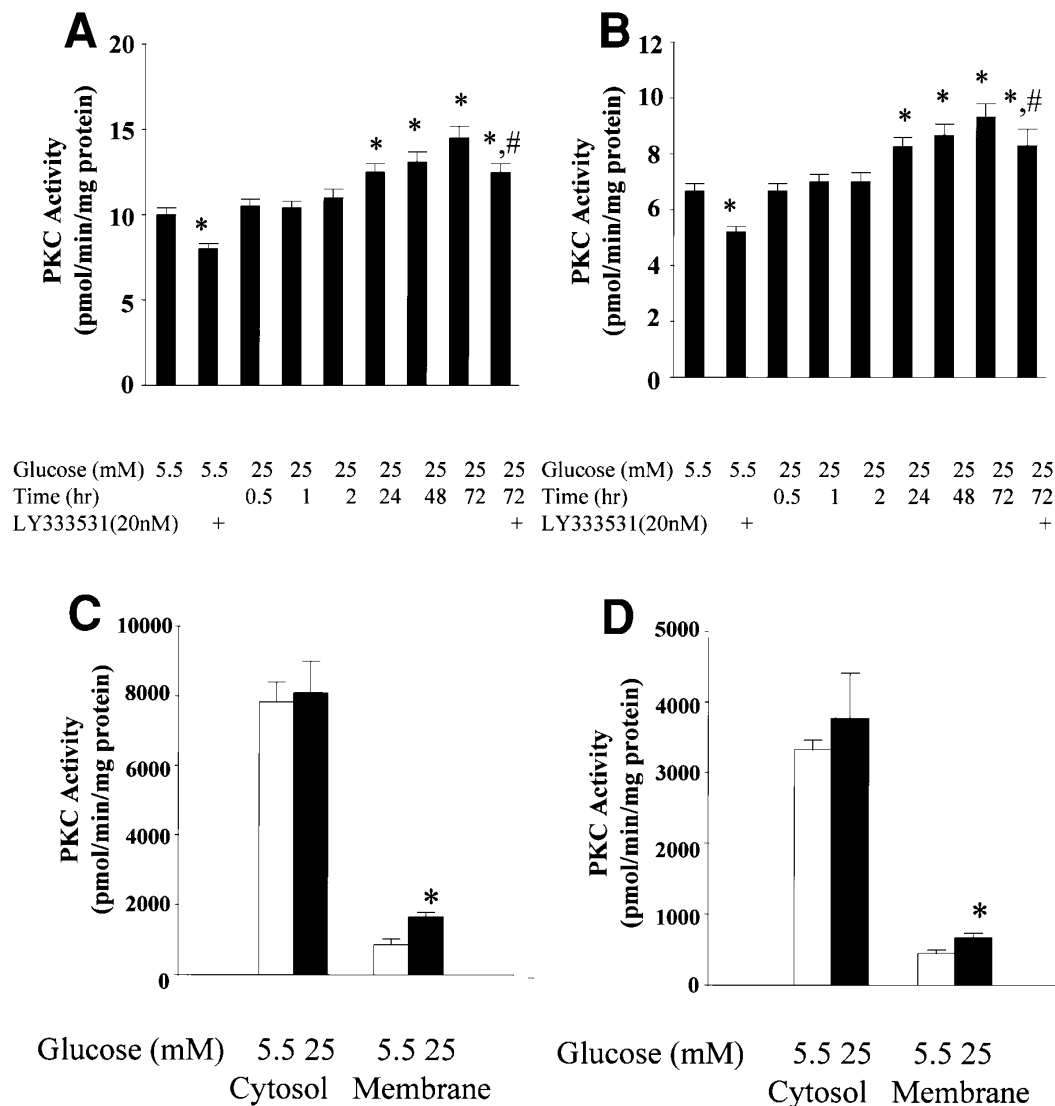 A
PKC Activity
(pmol/min/mg protein)
20
15
10
5
0
*
*
*
*
*,#
Glucose (mM) 5.5 5.5 25 25 25 25 25 25 25
Time (hr) 0.5 1 2 24 48 72 72
LY333531(20nM) + +
B
PKC Activity
(pmol/min/mg protein)
12
10
8
6
4
2
0
*
*
*
*
*,#
Glucose (mM) 5.5 5.5 25 25 25 25 25 25 25
Time (hr) 0.5 1 2 24 48 72 72
LY333531(20nM) + +
C
PKC Activity
(pmol/min/mg protein)
10000
8000
6000
4000
2000
0
*
Glucose (mM) 5.5 25 5.5 25
Cytosol Membrane
D
PKC Activity
(pmol/min/mg protein)
5000
4000
3000
2000
1000
0
*
Glucose (mM) 5.5 25 5.5 25
Cytosol Membrane